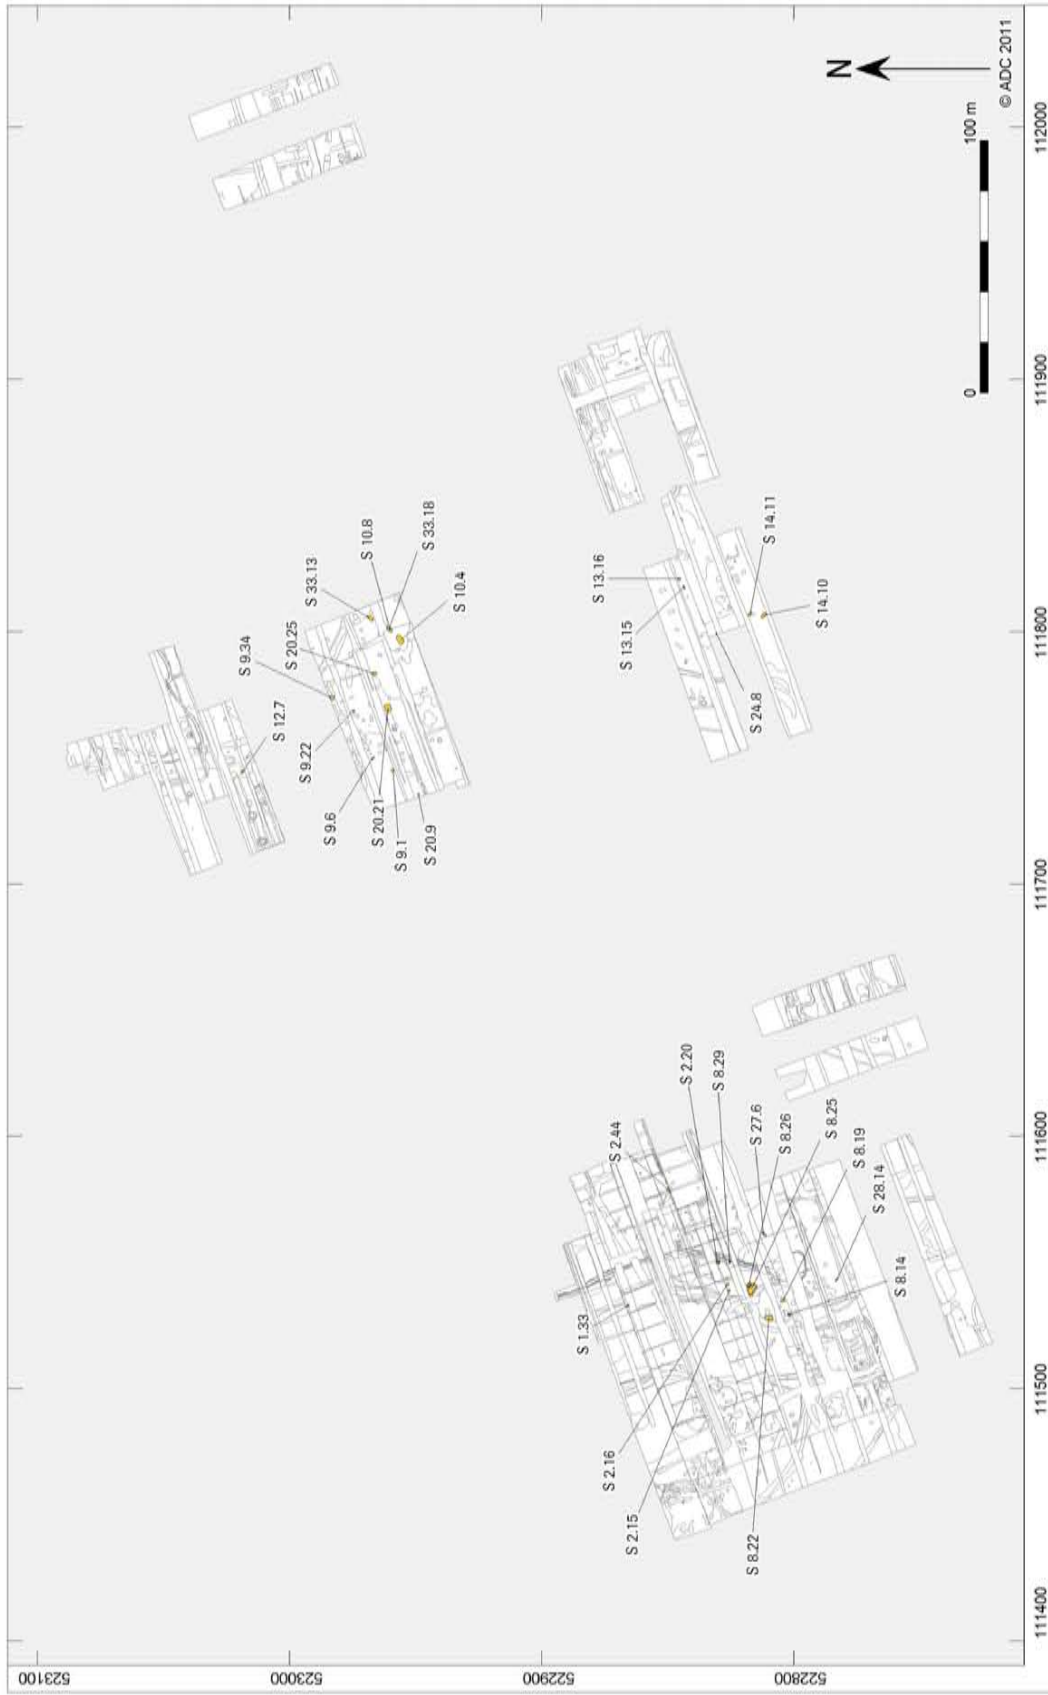 523100
S 9.34
S 12.7
523000
S 20.25
S 9.22
S 33.13
S 9.6
S 10.8
S 20.21
S 9.1
S 33.18
S 20.9
S 10.4
522900
S 1.33
S 13.16
S 2.16
S 2.44
S 13.15
S 2.15
S 2.20
S 8.29
S 8.22
S 27.6
S 24.8
S 14.11
S 8.26
522800
S 14.10
S 8.25
S 8.19
S 28.14
S 8.14
N
0 100 m
© ADC 2011
111400 111500 111600 111700 111800 111900 112000